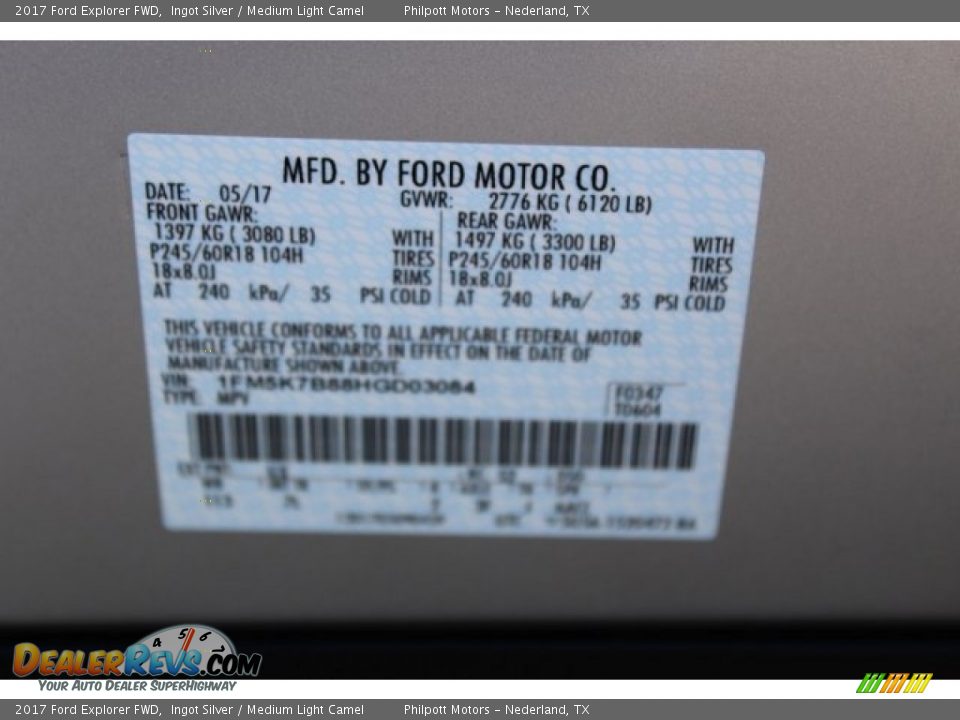 2017 Ford Explorer FWD, Ingot Silver / Medium Light Camel Philpott Motors - Nederland, TX
MFD. BY FORD MOTOR CO.
DATE: 05/17 GVWR: 2776 KG ( 6120 LB)
FRONT GAWR: REAR GAWR:
1397 KG ( 3080 LB) WITH 1497 KG ( 3300 LB) WITH
P245/60R18 104H TIRES P245/60R18 104H TIRES
18x8.0J RIMS 18x8.0J RIMS
AT 240 kPa/ 35 PSI COLD AT 240 kPa/ 35 PSI COLD
THIS VEHICLE CONFORMS TO ALL APPLICABLE FEDERAL MOTOR
VEHICLE SAFETY STANDARDS IN EFFECT ON THE DATE OF
MANUFACTURE SHOWN ABOVE.
VIN: 1FM5K7B88HGD03084
TYPE: MPV F0347
T0604
4 5 6
DEALERREVS.COM
YOUR AUTO DEALER SUPERHIGHWAY
2017 Ford Explorer FWD, Ingot Silver / Medium Light Camel Philpott Motors - Nederland, TX